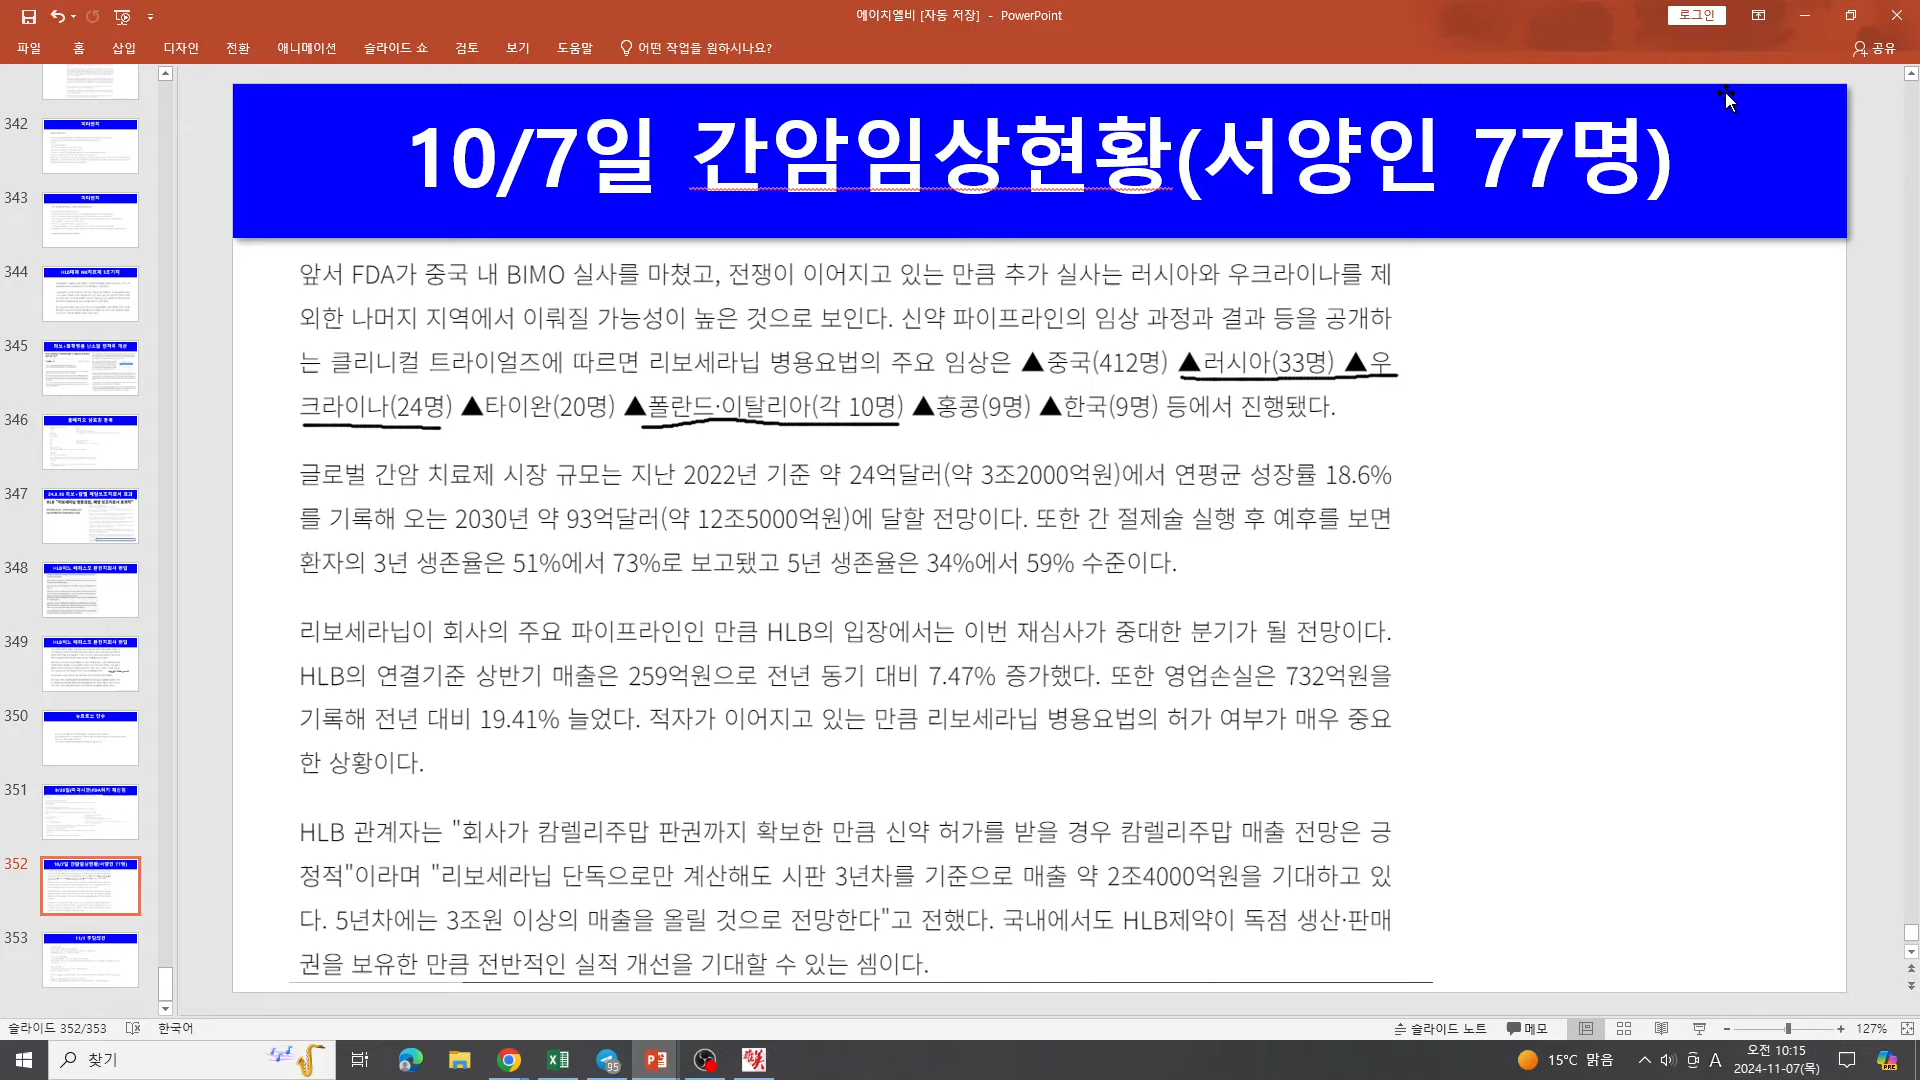 에이치엘비 [자동 저장] - PowerPoint
로그인
파일 홈 삽입 디자인 전환 애니메이션 슬라이드 쇼 검토 보기 도움말 어떤 작업을 원하시나요? 공유
10/7일 간암임상현황(서양인 77명)
앞서 FDA가 중국 내 BIMO 실사를 마쳤고, 전쟁이 이어지고 있는 만큼 추가 실사는 러시아와 우크라이나를 제
외한 나머지 지역에서 이뤄질 가능성이 높은 것으로 보인다. 신약 파이프라인의 임상 과정과 결과 등을 공개하
는 클리니컬 트라이얼즈에 따르면 리보세라닙 병용요법의 주요 임상은 ▲중국(412명) ▲러시아(33명) ▲우
크라이나(24명) ▲타이완(20명) ▲폴란드·이탈리아(각 10명) ▲홍콩(9명) ▲한국(9명) 등에서 진행됐다.
글로벌 간암 치료제 시장 규모는 지난 2022년 기준 약 24억달러(약 3조2000억원)에서 연평균 성장률 18.6%
를 기록해 오는 2030년 약 93억달러(약 12조5000억원)에 달할 전망이다. 또한 간 절제술 실행 후 예후를 보면
환자의 3년 생존율은 51%에서 73%로 보고됐고 5년 생존율은 34%에서 59% 수준이다.
리보세라닙이 회사의 주요 파이프라인인 만큼 HLB의 입장에서는 이번 재심사가 중대한 분기가 될 전망이다.
HLB의 연결기준 상반기 매출은 259억원으로 전년 동기 대비 7.47% 증가했다. 또한 영업손실은 732억원을
기록해 전년 대비 19.41% 늘었다. 적자가 이어지고 있는 만큼 리보세라닙 병용요법의 허가 여부가 매우 중요
한 상황이다.
HLB 관계자는 "회사가 캄렐리주맙 판권까지 확보한 만큼 신약 허가를 받을 경우 캄렐리주맙 매출 전망은 긍
정적"이라며 "리보세라닙 단독으로만 계산해도 시판 3년차를 기준으로 매출 약 2조4000억원을 기대하고 있
다. 5년차에는 3조원 이상의 매출을 올릴 것으로 전망한다"고 전했다. 국내에서도 HLB제약이 독점 생산·판매
권을 보유한 만큼 전반적인 실적 개선을 기대할 수 있는 셈이다.
342
343
344
345
346
347
348
349
350
351
352
10/7일 간암임상현황(서양인 77명)
353
슬라이드 352/353 한국어 슬라이드 노트 메모 127%
찾기 95 15°C 맑음 A 오전 10:15
2024-11-07(목)